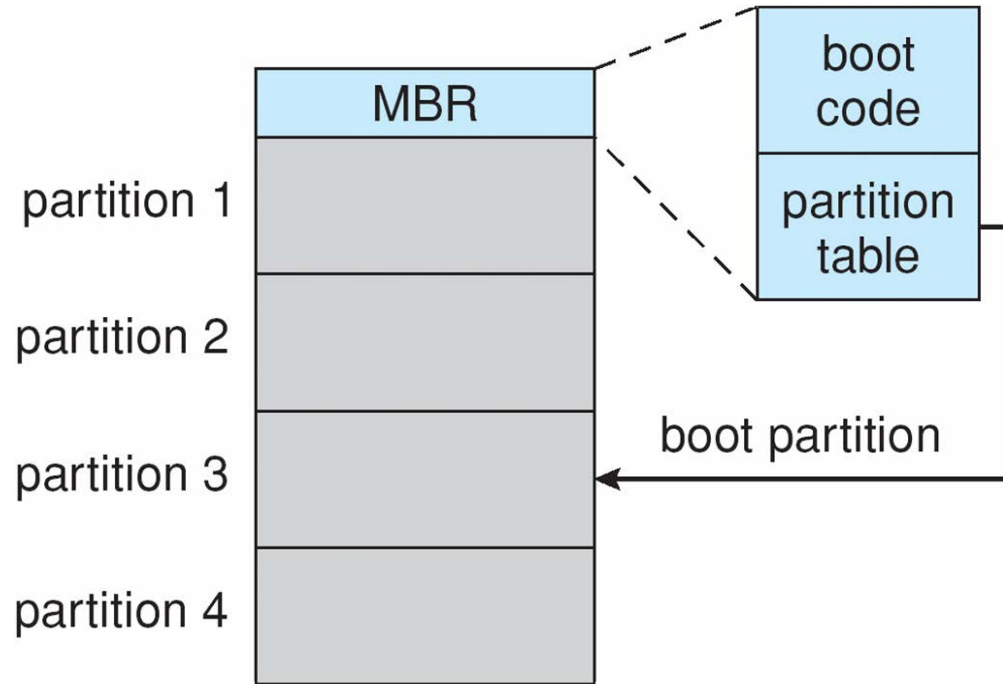 boot
code
MBR
partition 1
partition
table
partition 2
boot partition
partition 3
partition 4